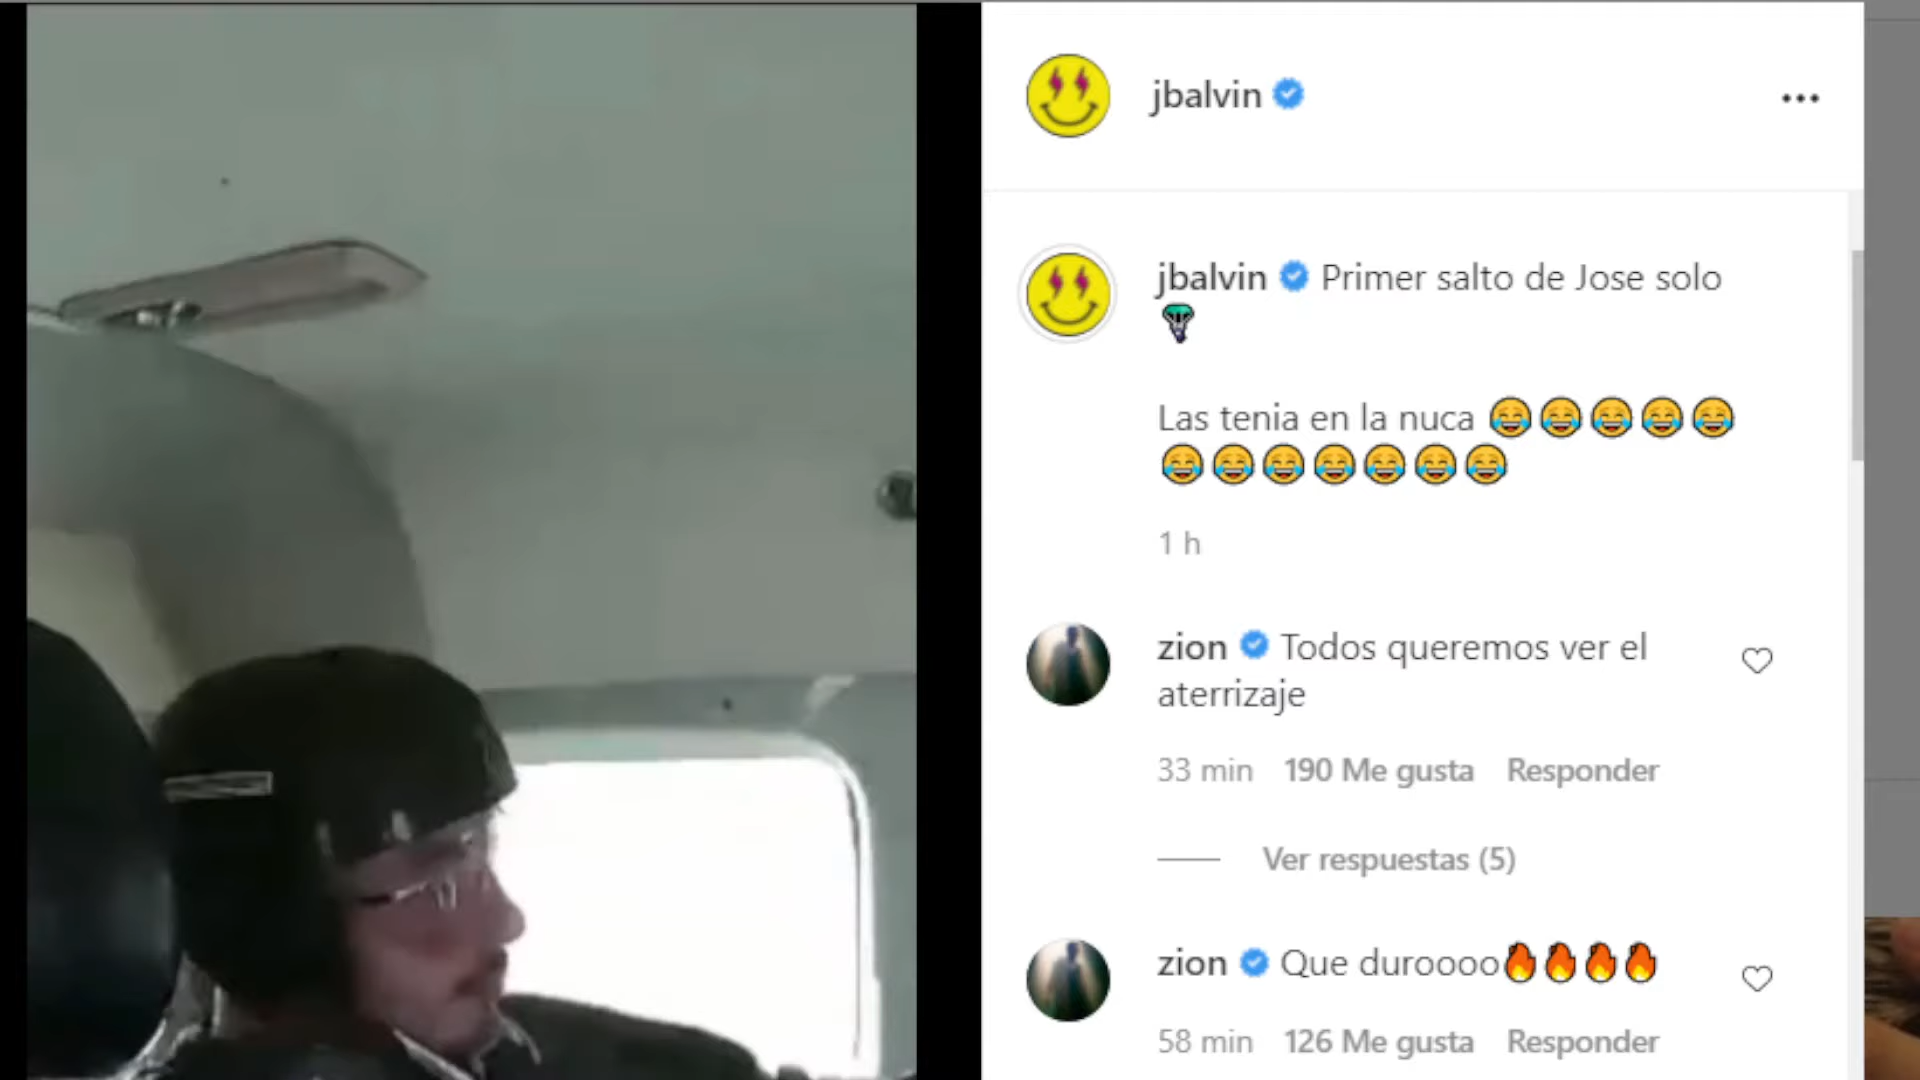 jbalvin
jbalvin Primer salto de Jose solo
🪂
Las tenia en la nuca 😂😂😂😂😂
😂😂😂😂😂😂😂
1 h
zion Todos queremos ver el
aterrizaje
33 min 190 Me gusta Responder
Ver respuestas (5)
zion Que duroooo🔥🔥🔥🔥
58 min 126 Me gusta Responder